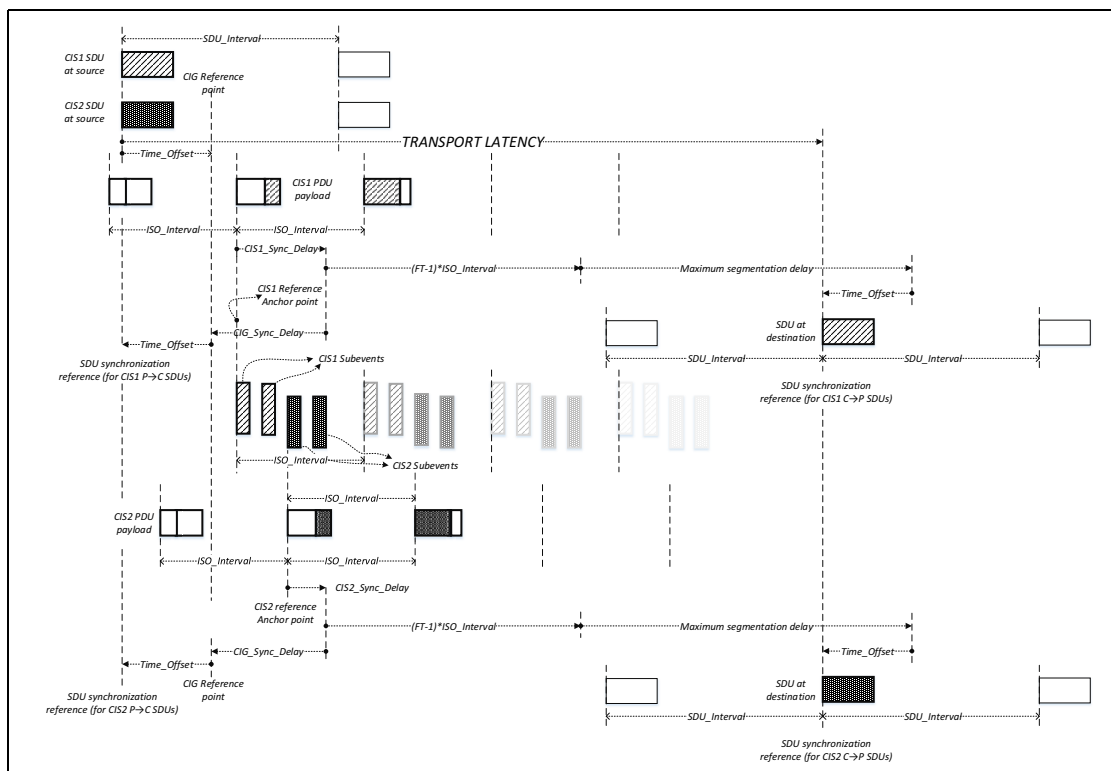 SDU_Interval
CIS1 SDU
at source
CIG Reference
point
CIS2 SDU
at source
TRANSPORT LATENCY
Time_Offset
CIS1 PDU
payload
ISO_Interval
ISO_Interval
CIS1_Sync_Delay
(FT-1)*ISO_Interval
Maximum segmentation delay
CIS1 Reference
Anchor point
Time_Offset
CIG_Sync_Delay
SDU at
destination
Time_Offset
SDU_Interval
SDU_Interval
SDU synchronization
reference (for CIS1 P→C SDUs)
CIS1 Subevents
SDU synchronization
reference (for CIS1 C→P SDUs)
ISO_Interval
CIS2 Subevents
ISO_Interval
CIS2 PDU
payload
ISO_Interval
ISO_Interval
CIS2_Sync_Delay
CIS2 reference
Anchor point
(FT-1)*ISO_Interval
Maximum segmentation delay
CIG_Sync_Delay
Time_Offset
Time_Offset
CIG Reference
point
SDU at
destination
SDU synchronization
reference (for CIS2 P→C SDUs)
SDU_Interval
SDU_Interval
SDU synchronization
reference (for CIS2 C→P SDUs)